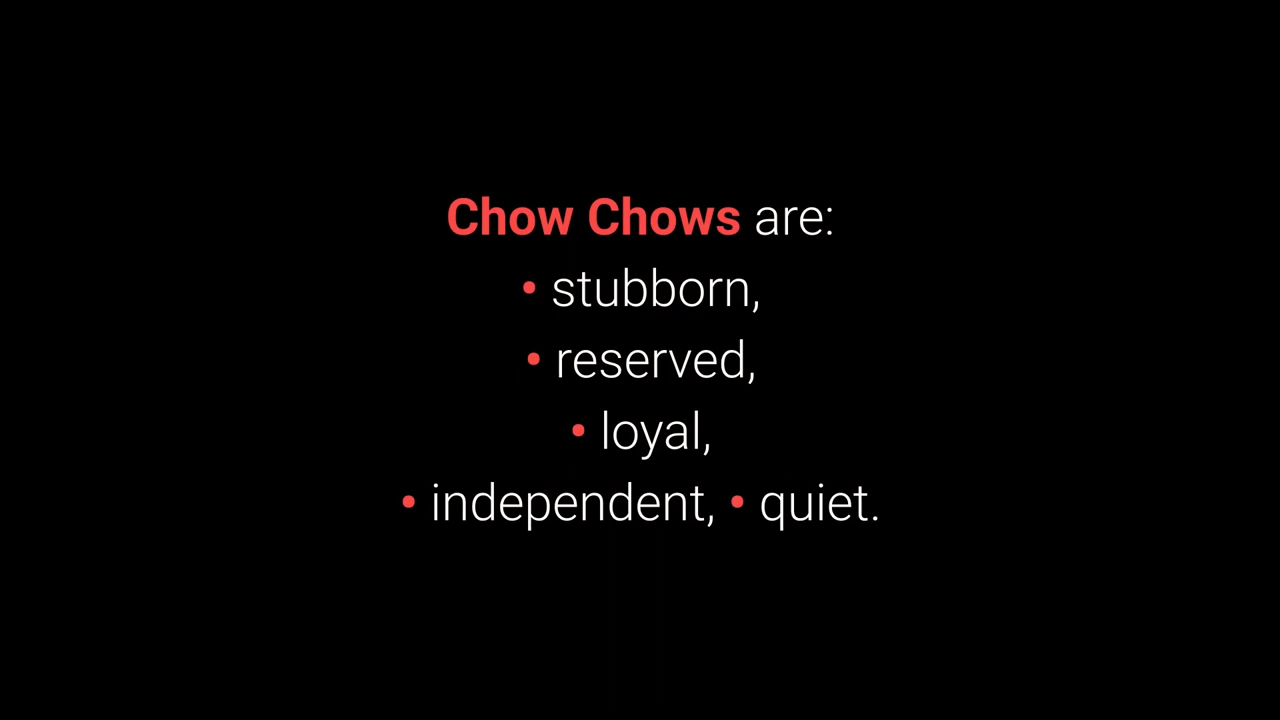 Chow Chows are:
• stubborn,
• reserved,
• loyal,
• independent, • quiet.